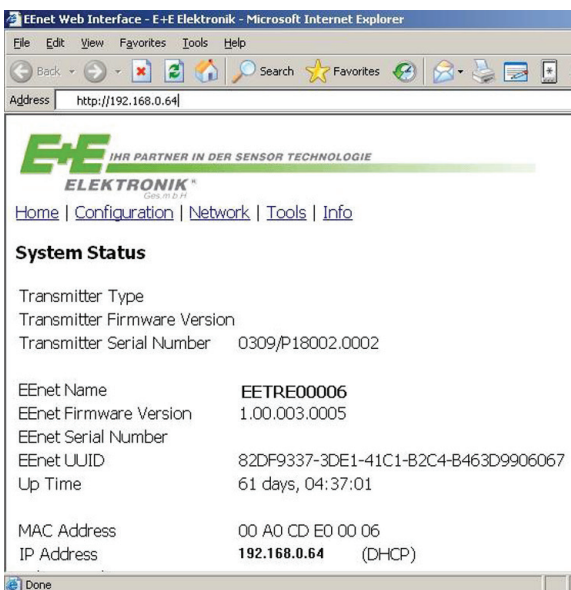 EEnet Web Interface - E+E Elektronik - Microsoft Internet Explorer
File Edit View Favorites Tools Help
Back Search Favorites
Address http://192.168.0.64
E+E IHR PARTNER IN DER SENSOR TECHNOLOGIE
ELEKTRONIK
Ges.m.b.H
Home | Configuration | Network | Tools | Info
System Status
Transmitter Type
Transmitter Firmware Version
Transmitter Serial Number 0309/P18002.0002
EEnet Name EETRE00006
EEnet Firmware Version 1.00.003.0005
EEnet Serial Number
EEnet UUID 82DF9337-3DE1-41C1-B2C4-B463D9906067
Up Time 61 days, 04:37:01
MAC Address 00 A0 CD E0 00 06
IP Address 192.168.0.64 (DHCP)
Done